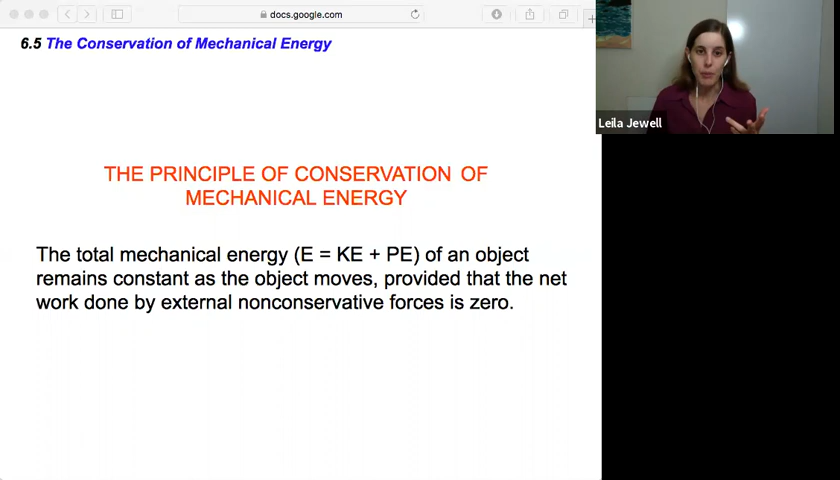 docs.google.com
6.5 The Conservation of Mechanical Energy
Leila Jewell
THE PRINCIPLE OF CONSERVATION OF
MECHANICAL ENERGY
The total mechanical energy (E = KE + PE) of an object
remains constant as the object moves, provided that the net
work done by external nonconservative forces is zero.